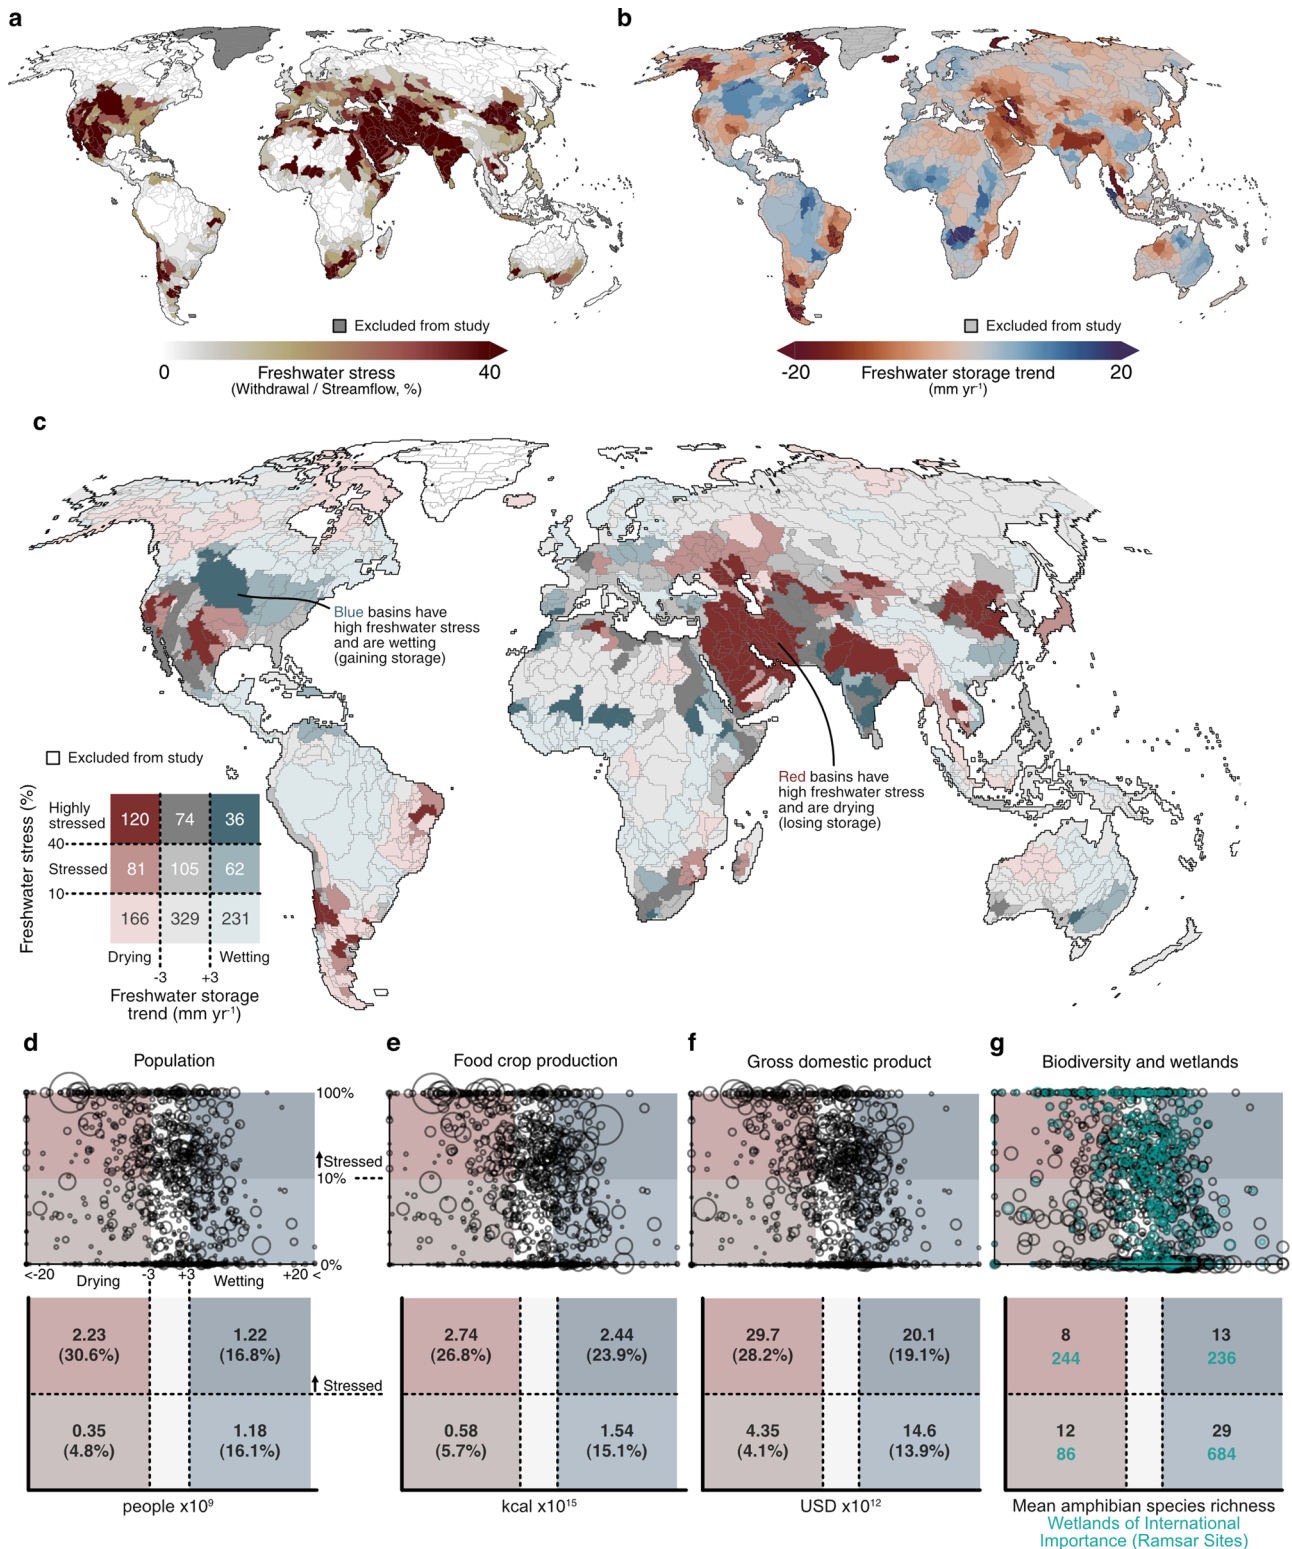 a
b
Excluded from study
0
40
Freshwater stress
(Withdrawal / Streamflow, %)
Excluded from study
-20
20
Freshwater storage trend
(mm yr⁻¹)
c
Blue basins have
high freshwater stress
and are wetting
(gaining storage)
Red basins have
high freshwater stress
and are drying
(losing storage)
Excluded from study
Freshwater stress (%)
Highly
stressed
120 74 36
40
Stressed
81 105 62
10
166 329 231
Drying
Wetting
-3
+3
Freshwater storage
trend (mm yr⁻¹)
d
Population
100%
Stressed
10%
0%
<-20
Drying
-3
+3
Wetting
+20 <
2.23
(30.6%)
1.22
(16.8%)
Stressed
0.35
(4.8%)
1.18
(16.1%)
people x10⁹
e
Food crop production
2.74
(26.8%)
2.44
(23.9%)
0.58
(5.7%)
1.54
(15.1%)
kcal x10¹⁵
f
Gross domestic product
29.7
(28.2%)
20.1
(19.1%)
4.35
(4.1%)
14.6
(13.9%)
USD x10¹²
g
Biodiversity and wetlands
8
244
13
236
12
86
29
684
Mean amphibian species richness
Wetlands of International
Importance (Ramsar Sites)